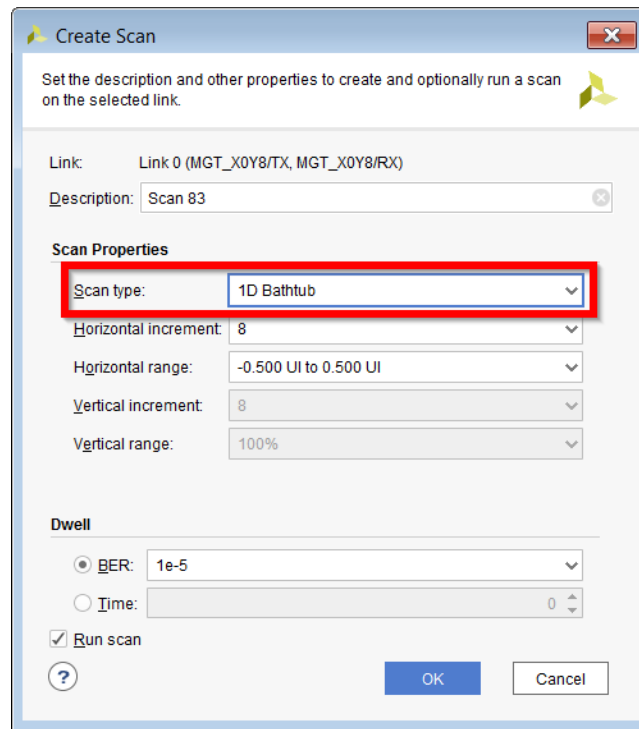 Create Scan
Set the description and other properties to create and optionally run a scan
on the selected link.
Link: Link 0 (MGT_X0Y8/TX, MGT_X0Y8/RX)
Description: Scan 83
Scan Properties
Scan type: 1D Bathtub
Horizontal increment: 8
Horizontal range: -0.500 UI to 0.500 UI
Vertical increment: 8
Vertical range: 100%
Dwell
BER: 1e-5
Time: 0
Run scan
? OK Cancel